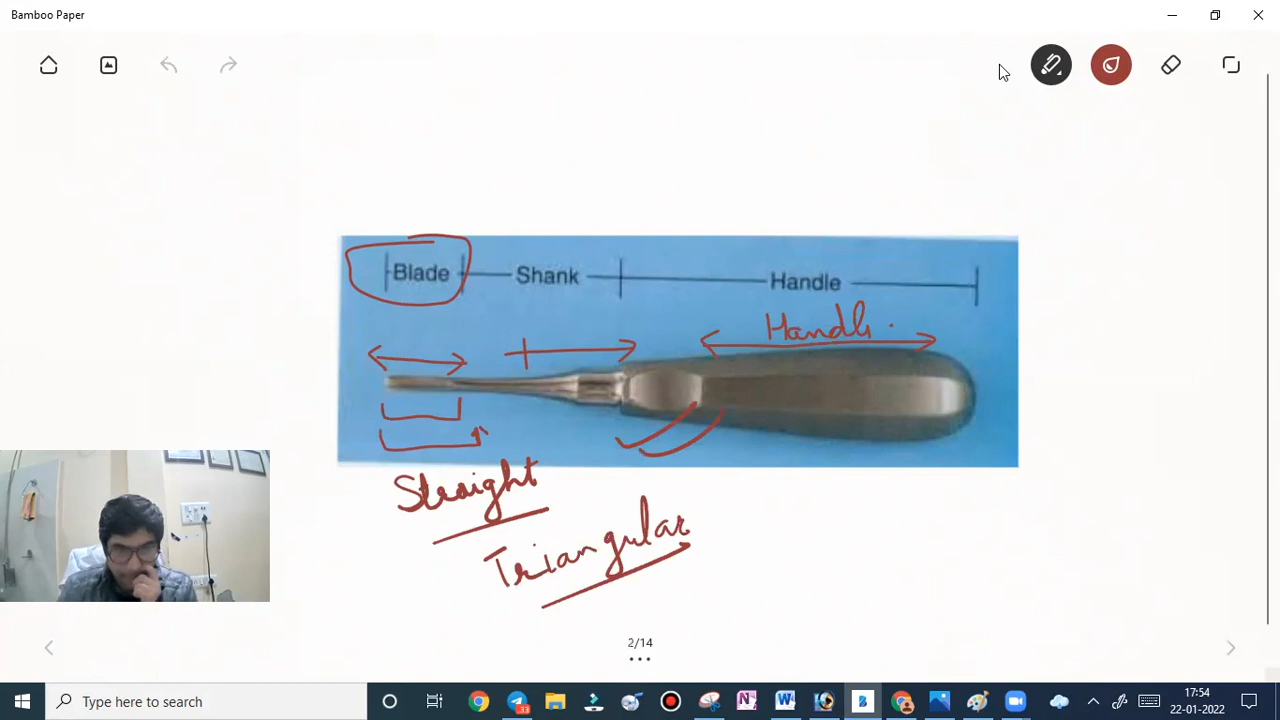 Bamboo Paper
Blade Shank Handle
Handle
Straight
Triangular
2/14
Type here to search
33
17:54
22-01-2022